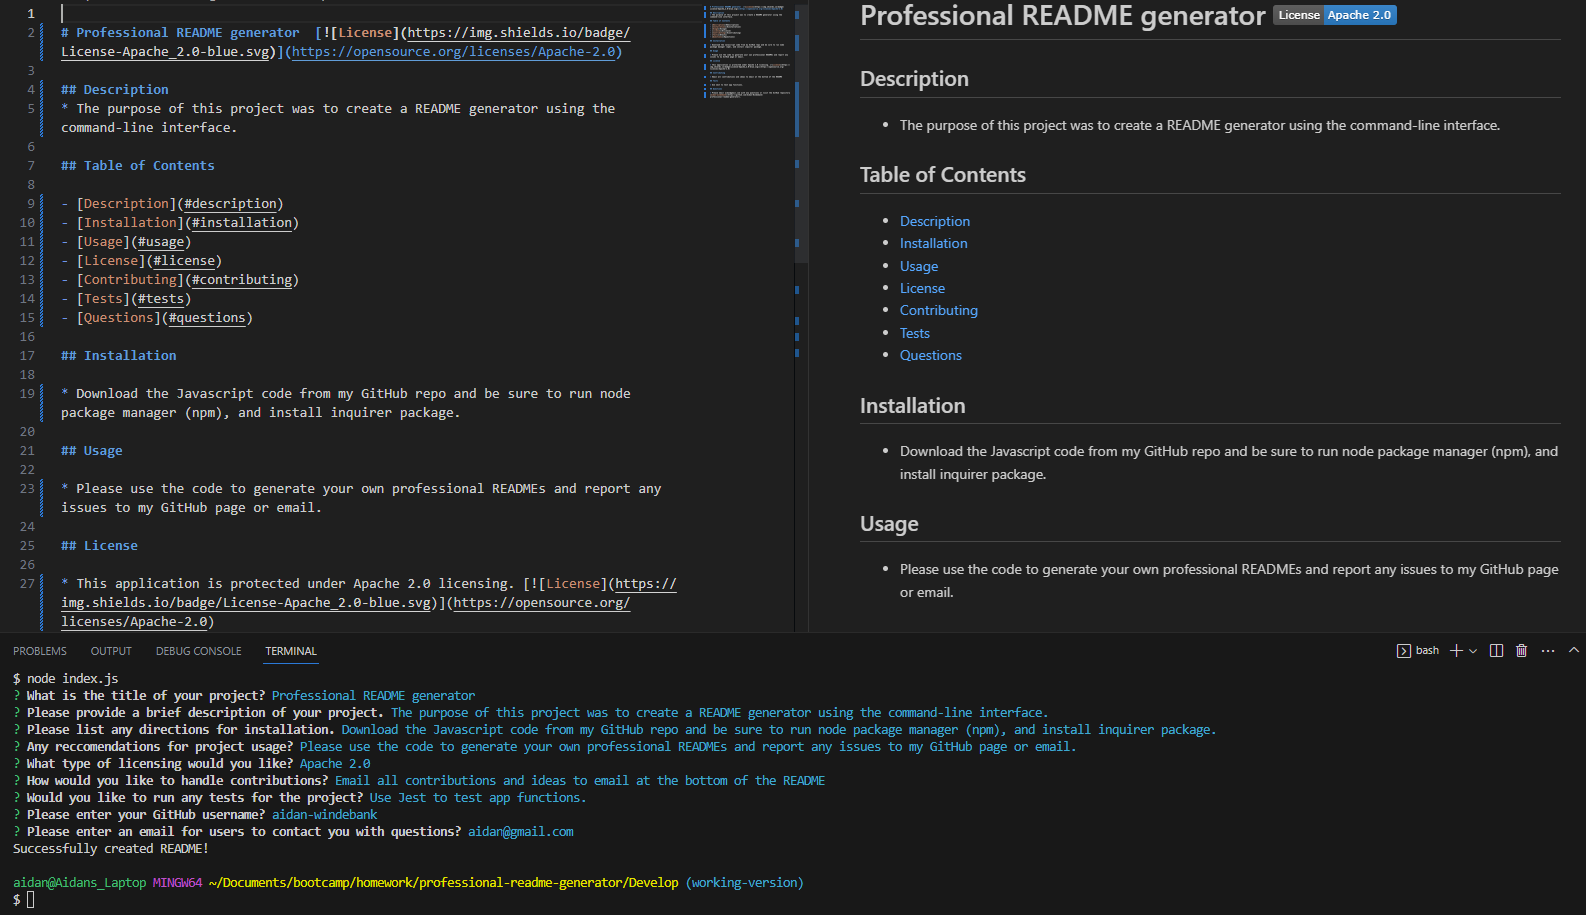 1
2 # Professional README generator  [![License](https://img.shields.io/badge/
License-Apache_2.0-blue.svg)](https://opensource.org/licenses/Apache-2.0)
3
4 ## Description
5 * The purpose of this project was to create a README generator using the
command-line interface.
6
7 ## Table of Contents
8
9 - [Description](#description)
10 - [Installation](#installation)
11 - [Usage](#usage)
12 - [License](#license)
13 - [Contributing](#contributing)
14 - [Tests](#tests)
15 - [Questions](#questions)
16
17 ## Installation
18
19 * Download the Javascript code from my GitHub repo and be sure to run node
package manager (npm), and install inquirer package.
20
21 ## Usage
22
23 * Please use the code to generate your own professional READMEs and report any
issues to my GitHub page or email.
24
25 ## License
26
27 * This application is protected under Apache 2.0 licensing. [![License](https://
img.shields.io/badge/License-Apache_2.0-blue.svg)](https://opensource.org/
licenses/Apache-2.0)
Professional README generator License Apache 2.0
Description
• The purpose of this project was to create a README generator using the command-line interface.
Table of Contents
• Description
• Installation
• Usage
• License
• Contributing
• Tests
• Questions
Installation
• Download the Javascript code from my GitHub repo and be sure to run node package manager (npm), and
install inquirer package.
Usage
• Please use the code to generate your own professional READMEs and report any issues to my GitHub page
or email.
PROBLEMS OUTPUT DEBUG CONSOLE TERMINAL bash
$ node index.js
? What is the title of your project? Professional README generator
? Please provide a brief description of your project. The purpose of this project was to create a README generator using the command-line interface.
? Please list any directions for installation. Download the Javascript code from my GitHub repo and be sure to run node package manager (npm), and install inquirer package.
? Any reccomendations for project usage? Please use the code to generate your own professional READMEs and report any issues to my GitHub page or email.
? What type of licensing would you like? Apache 2.0
? How would you like to handle contributions? Email all contributions and ideas to email at the bottom of the README
? Would you like to run any tests for the project? Use Jest to test app functions.
? Please enter your GitHub username? aidan-windebank
? Please enter an email for users to contact you with questions? aidan@gmail.com
Successfully created README!
aidan@Aidans_Laptop MINGW64 ~/Documents/bootcamp/homework/professional-readme-generator/Develop (working-version)
$